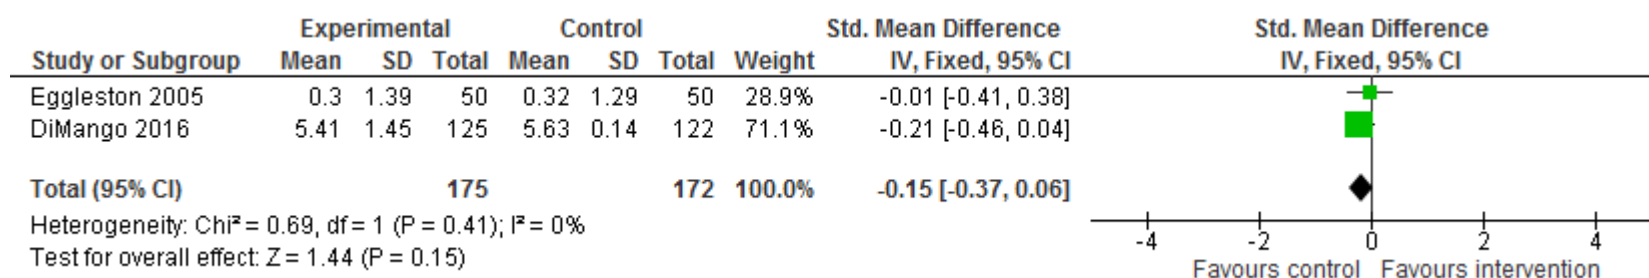 Experimental Control Std. Mean Difference Std. Mean Difference
Study or Subgroup Mean SD Total Mean SD Total Weight IV, Fixed, 95% CI IV, Fixed, 95% CI
Eggleston 2005 0.3 1.39 50 0.32 1.29 50 28.9% -0.01 [-0.41, 0.38]
DiMango 2016 5.41 1.45 125 5.63 0.14 122 71.1% -0.21 [-0.46, 0.04]
Total (95% CI) 175 172 100.0% -0.15 [-0.37, 0.06]
Heterogeneity: Chi² = 0.69, df = 1 (P = 0.41); I² = 0%
Test for overall effect: Z = 1.44 (P = 0.15)
-4 -2 0 2 4
Favours control Favours intervention